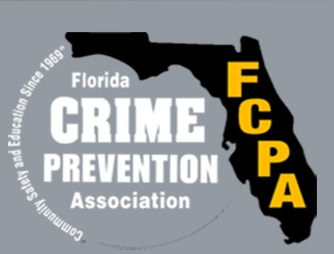 Community Safety and Education Since 1969"
Florida
CRIME
PREVENTION
Association
FCPA